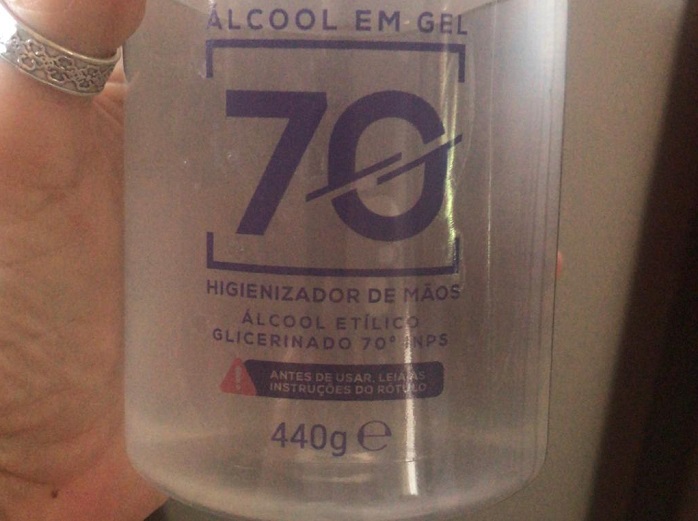 ÁLCOOL EM GEL
70
HIGIENIZADOR DE MÃOS
ÁLCOOL ETÍLICO
GLICERINADO 70° INPS
!
ANTES DE USAR, LEIA AS
INSTRUÇÕES DO RÓTULO
440g ℮